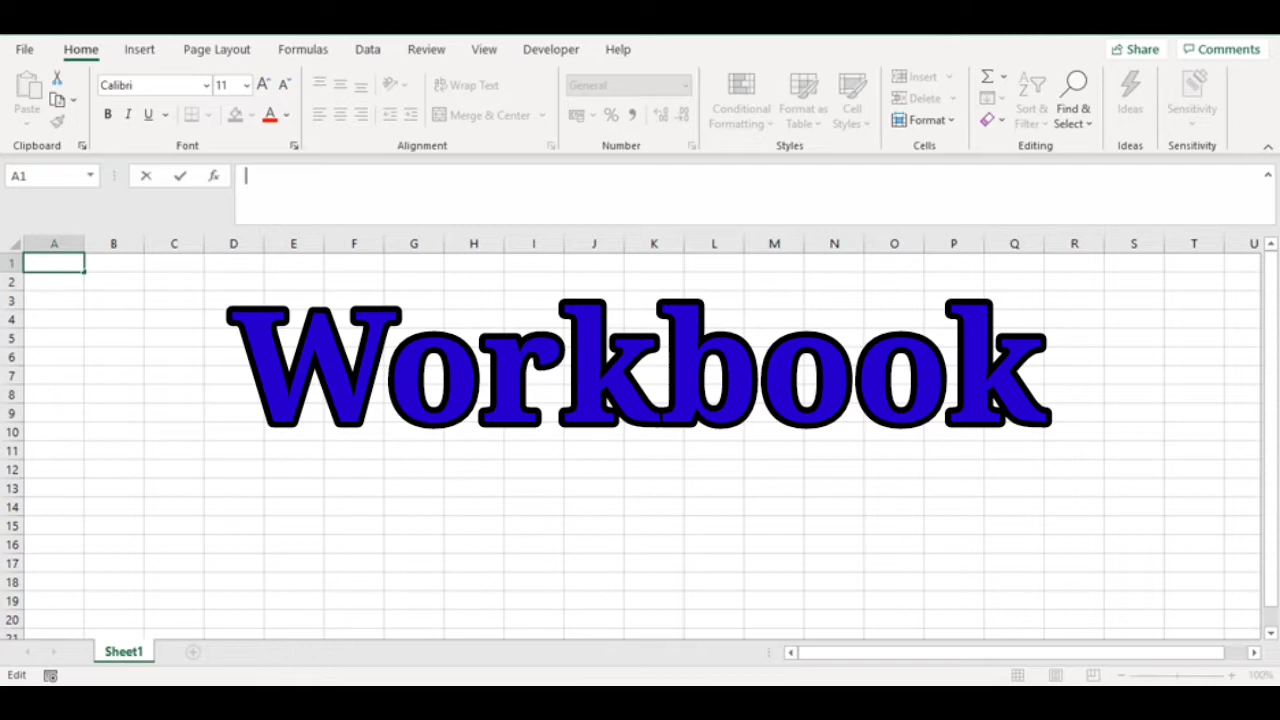 File Home Insert Page Layout Formulas Data Review View Developer Help Share Comments
Calibri 11 Wrap Text General Insert Σ Ideas Sensitivity
Paste Conditional Format as Cell Delete Sort & Find &
B I U A Merge & Center % Formatting Table Styles Format Filter Select
Clipboard Font Alignment Number Styles Cells Editing Ideas Sensitivity
A1 fx
A B C D E F G H I J K L M N O P Q R S T U
1
2
3
4
5
6
7
8
9
10
11
12
13
14
15
16
17
18
19
20
21
Workbook
Sheet1
Edit 100%